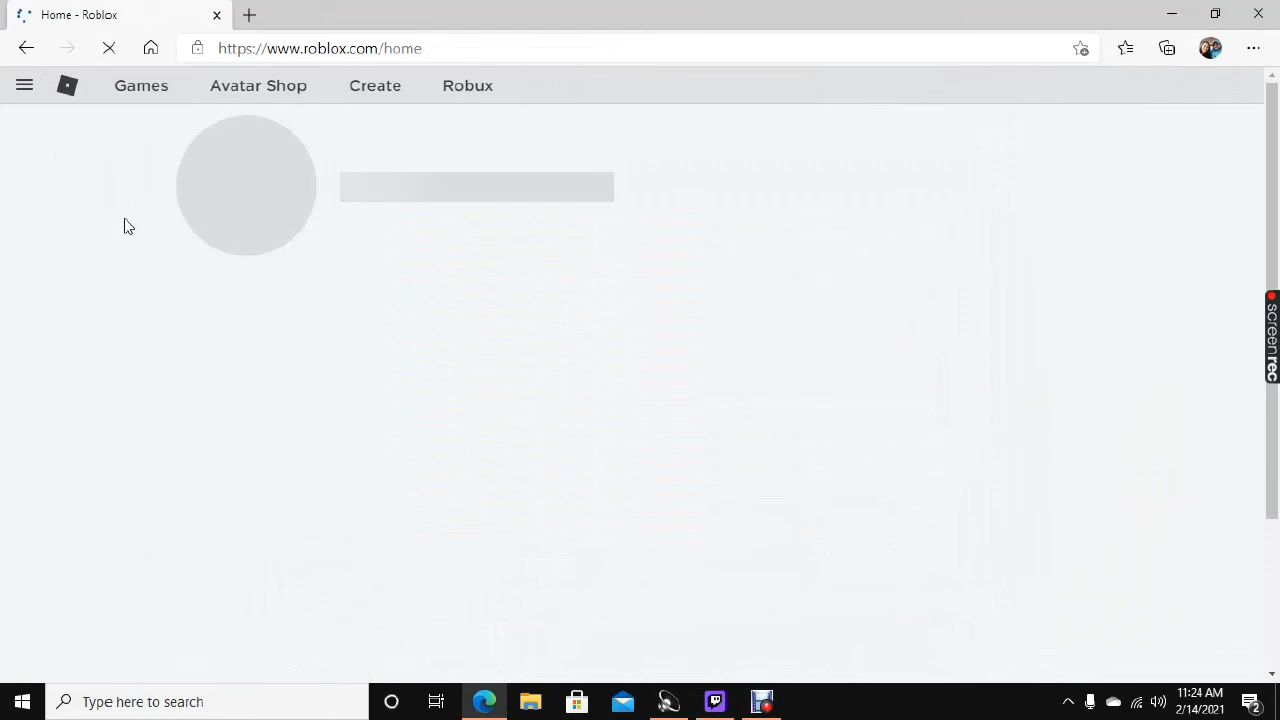 Home - Roblox
https://www.roblox.com/home
Games Avatar Shop Create Robux
screenrec
Type here to search
11:24 AM
2/14/2021
2